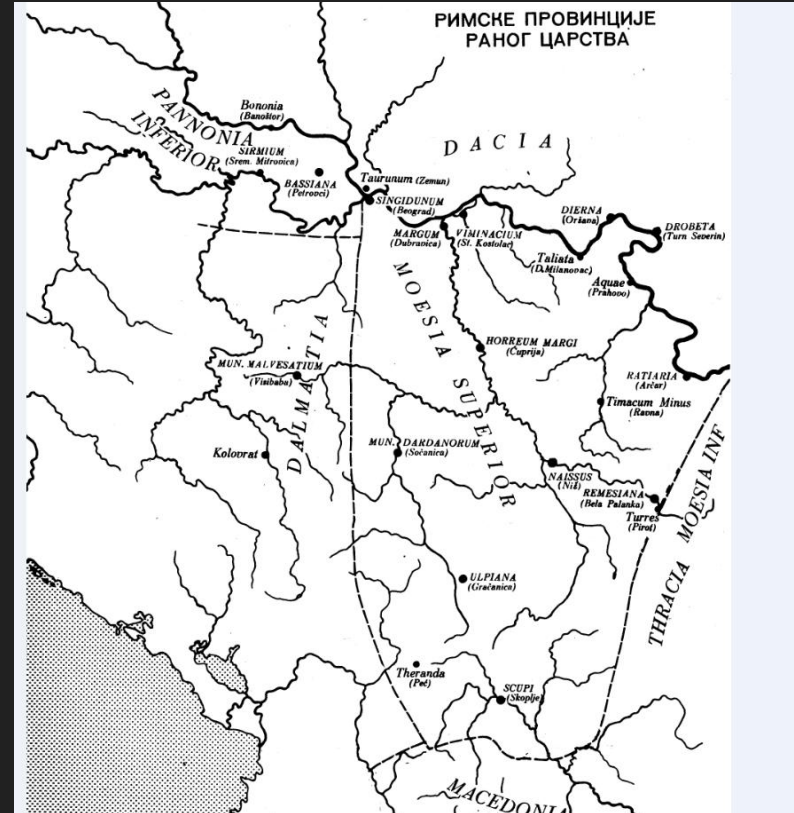 РИМСКЕ ПРОВИНЦИЈЕ
РАНОГ ЦАРСТВА
PANNONIA
INFERIOR
Bononia
(Banoštor)
SIRMIUM
(Srem. Mitrovica)
BASSIANA
(Petrovci)
DACIA
Taurunum (Zemun)
SINGIDUNUM
(Beograd)
MARGUM
(Dubravica)
VIMINACIUM
(St. Kostolac)
DIERNA
(Oršava)
DROBETA
(Turn Severin)
Taliata
(D.Milanovac)
Aquae
(Prahovo)
MOESIA SUPERIOR
HORREUM MARGI
(Ćuprija)
DALMATIA
MUN. MALVESATIUM
(Visibaba)
RATIARIA
(Arčar)
Timacum Minus
(Ravna)
Kolovrat
MUN. DARDANORUM
(Sočanica)
NAISSUS
(Niš)
REMESIANA
(Bela Palanka)
Turres
(Pirot)
MOESIA INF
THRACIA
ULPIANA
(Gračanica)
Theranda
(Peć)
SCUPI
(Skoplje)
MACEDONIA